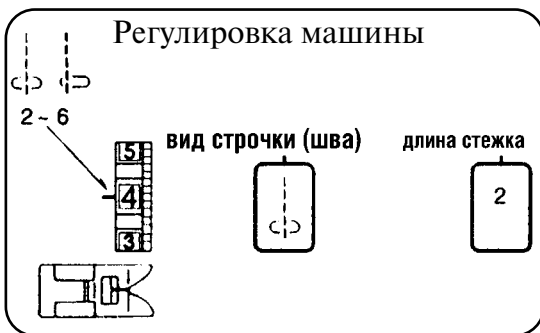 Регулировка машины
2 ~ 6
вид строчки (шва)
длина стежка
5
4
3
2